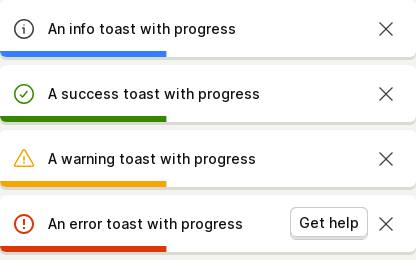 An info toast with progress
A success toast with progress
A warning toast with progress
An error toast with progress Get help